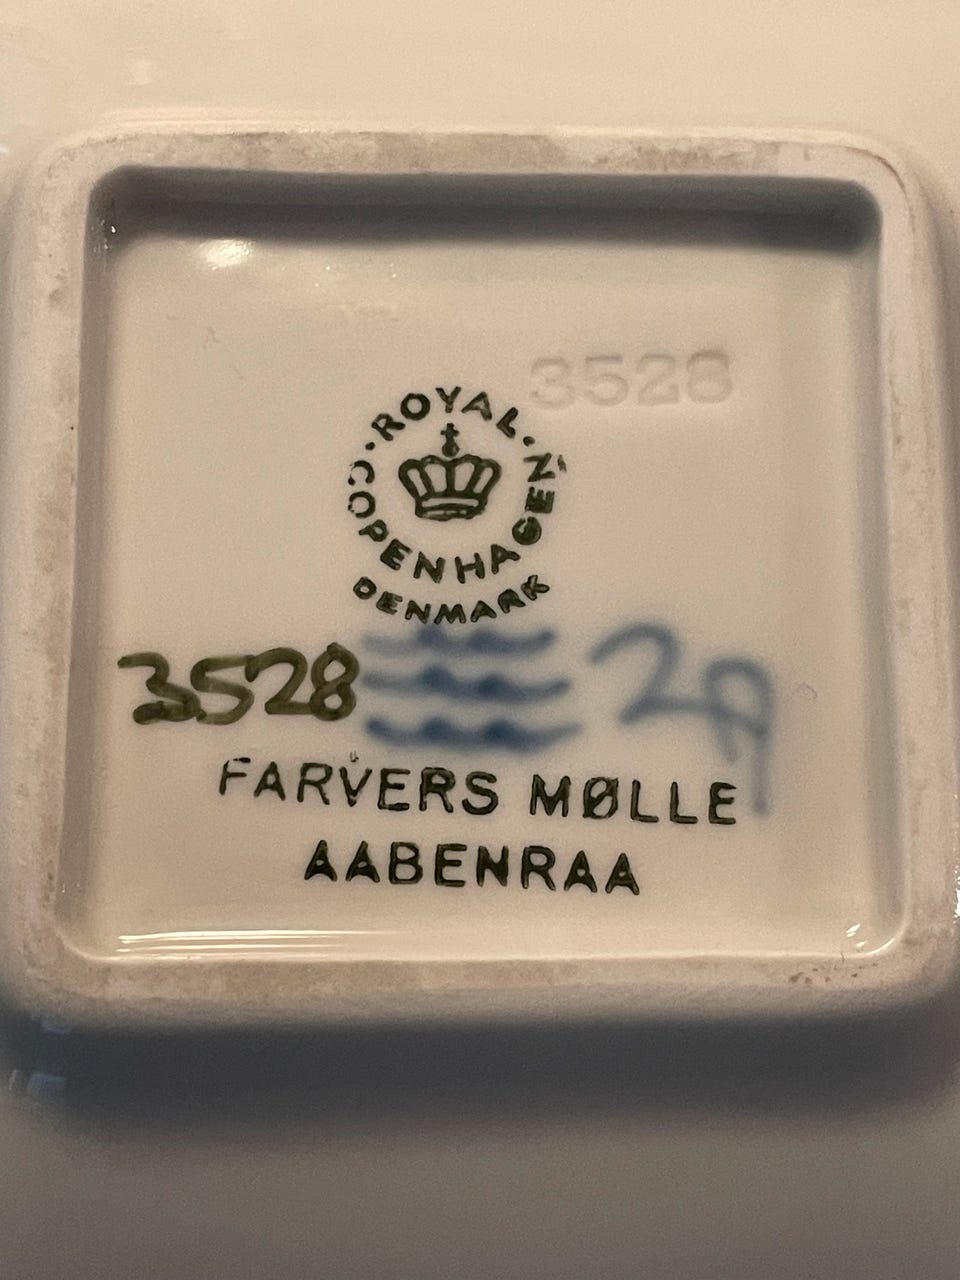 3528
ROYAL
COPENHAGEN
DENMARK
3528
FARVERS MØLLE
AABENRAA